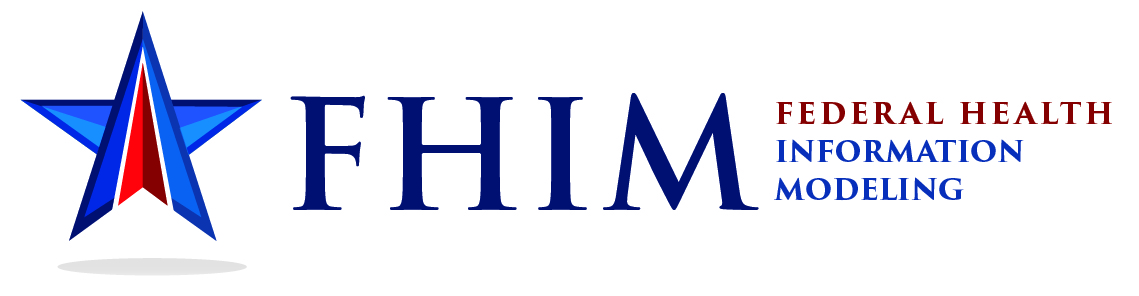 FHIM
FEDERAL HEALTH
INFORMATION
MODELING